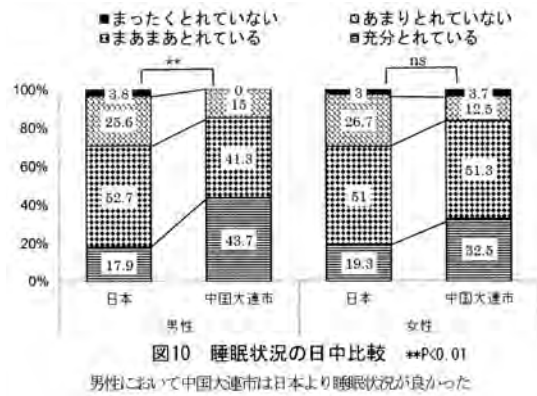 ■まったくとれていない ▨あまりとれていない
▨まあまあとれている ▤充分とれている
** ns
100% 3.8 0 3 3.7
25.6 15 26.7 12.5
80%
60% 52.7 41.3 51 51.3
40%
20% 17.9 43.7 19.3 32.5
0%
日本 中国大連市 日本 中国大連市
男性 女性
図10 睡眠状況の日中比較 **P<0.01
男性において中国大連市は日本より睡眠状況が良かった